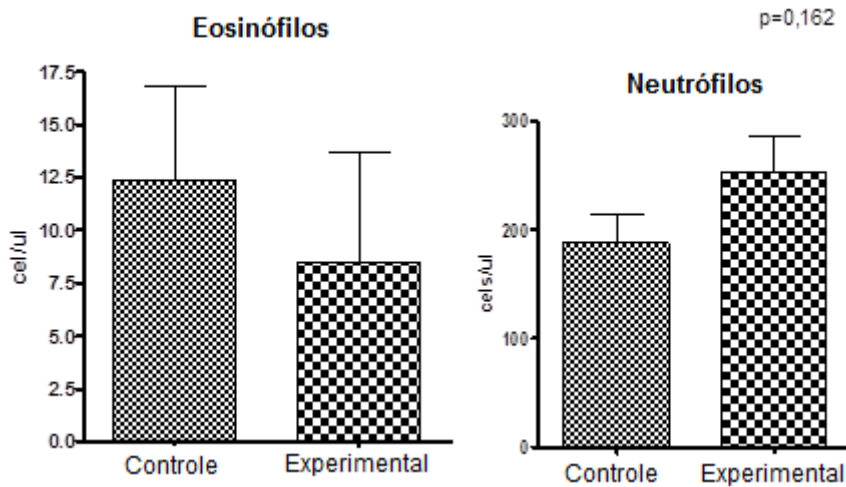 Eosinófilos
17.5
15.0
12.5
10.0
7.5
5.0
2.5
0.0
cel/ul
Controle
Experimental
p=0,162
Neutrófilos
300
200
100
0
cels/ul
Controle
Experimental